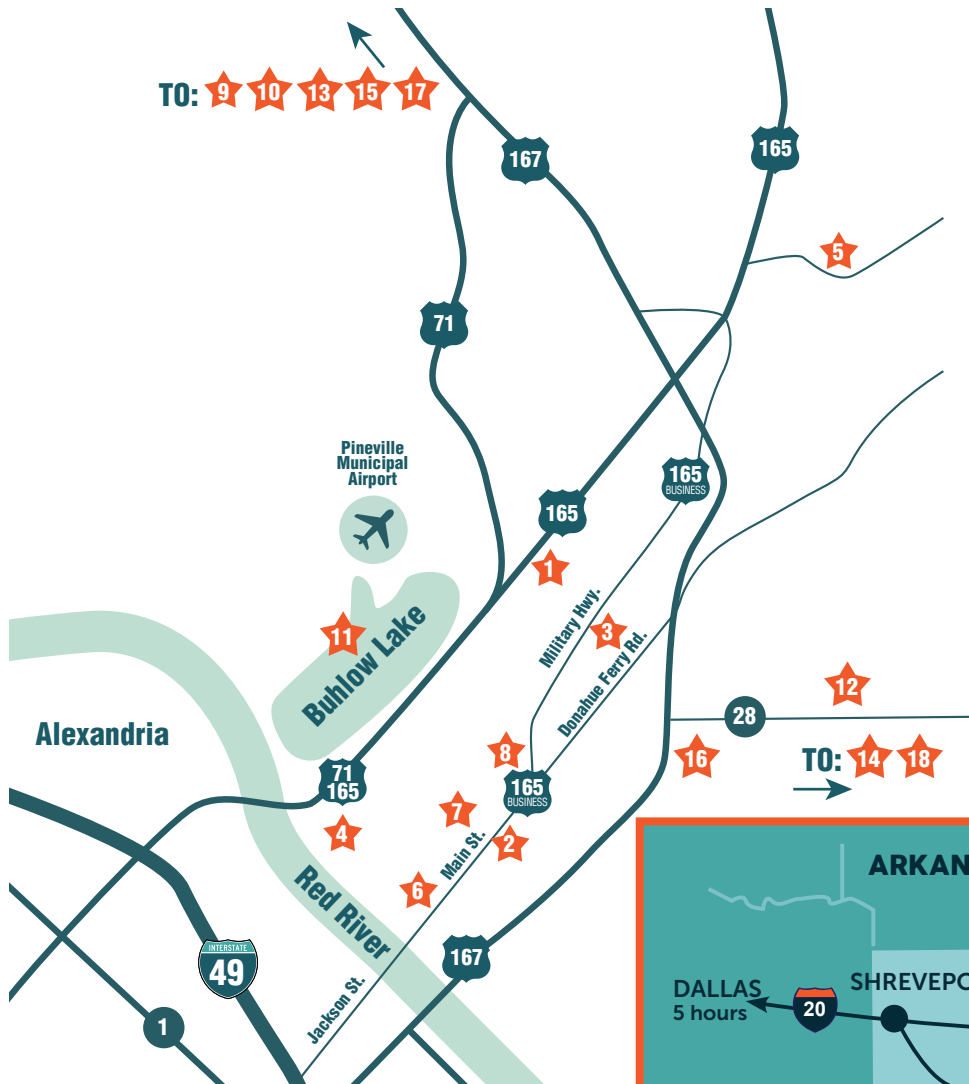 TO: 9 10 13 15 17
167
165
5
71
Pineville
Municipal
Airport
165
BUSINESS
165
1
Military Hwy.
3
11
Buhlow Lake
Donahue Ferry Rd.
12
28
Alexandria
16
TO: 14 18
8
71
165
165
BUSINESS
7
4
2
Main St.
6
Red River
167
INTERSTATE
49
Jackson St.
1
ARKAN
DALLAS
5 hours
20
SHREVEPO